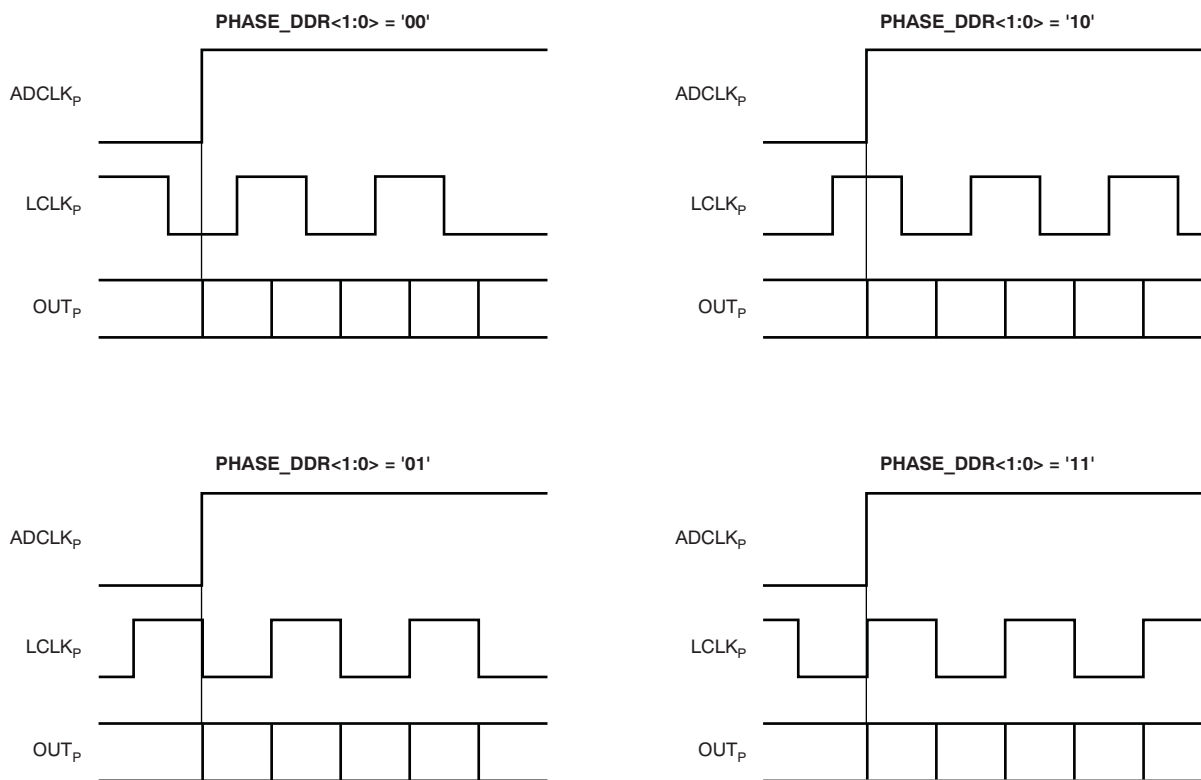 PHASE_DDR<1:0> = '00'
ADCLKP
LCLKP
OUTP
PHASE_DDR<1:0> = '10'
ADCLKP
LCLKP
OUTP
PHASE_DDR<1:0> = '01'
ADCLKP
LCLKP
OUTP
PHASE_DDR<1:0> = '11'
ADCLKP
LCLKP
OUTP